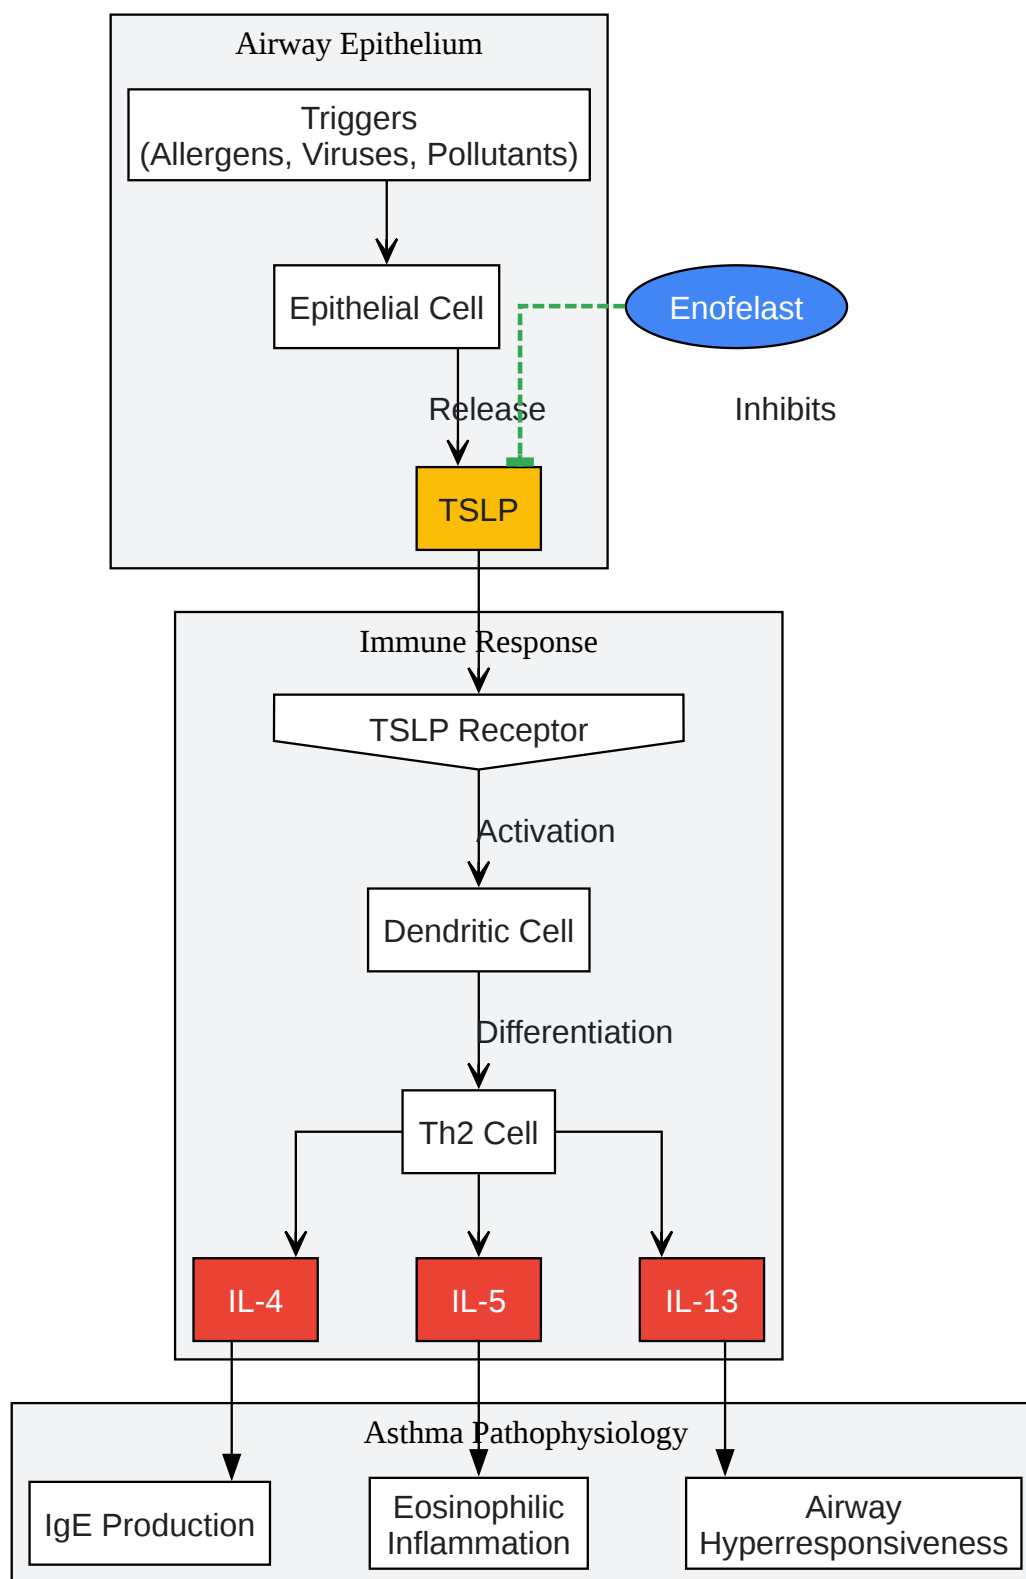 Airway Epithelium
Triggers
(Allergens, Viruses, Pollutants)
Epithelial Cell
Enofelast
Release
Inhibits
TSLP
Immune Response
TSLP Receptor
Activation
Dendritic Cell
Differentiation
Th2 Cell
IL-4
IL-5
IL-13
Asthma Pathophysiology
IgE Production
Eosinophilic
Inflammation
Airway
Hyperresponsiveness